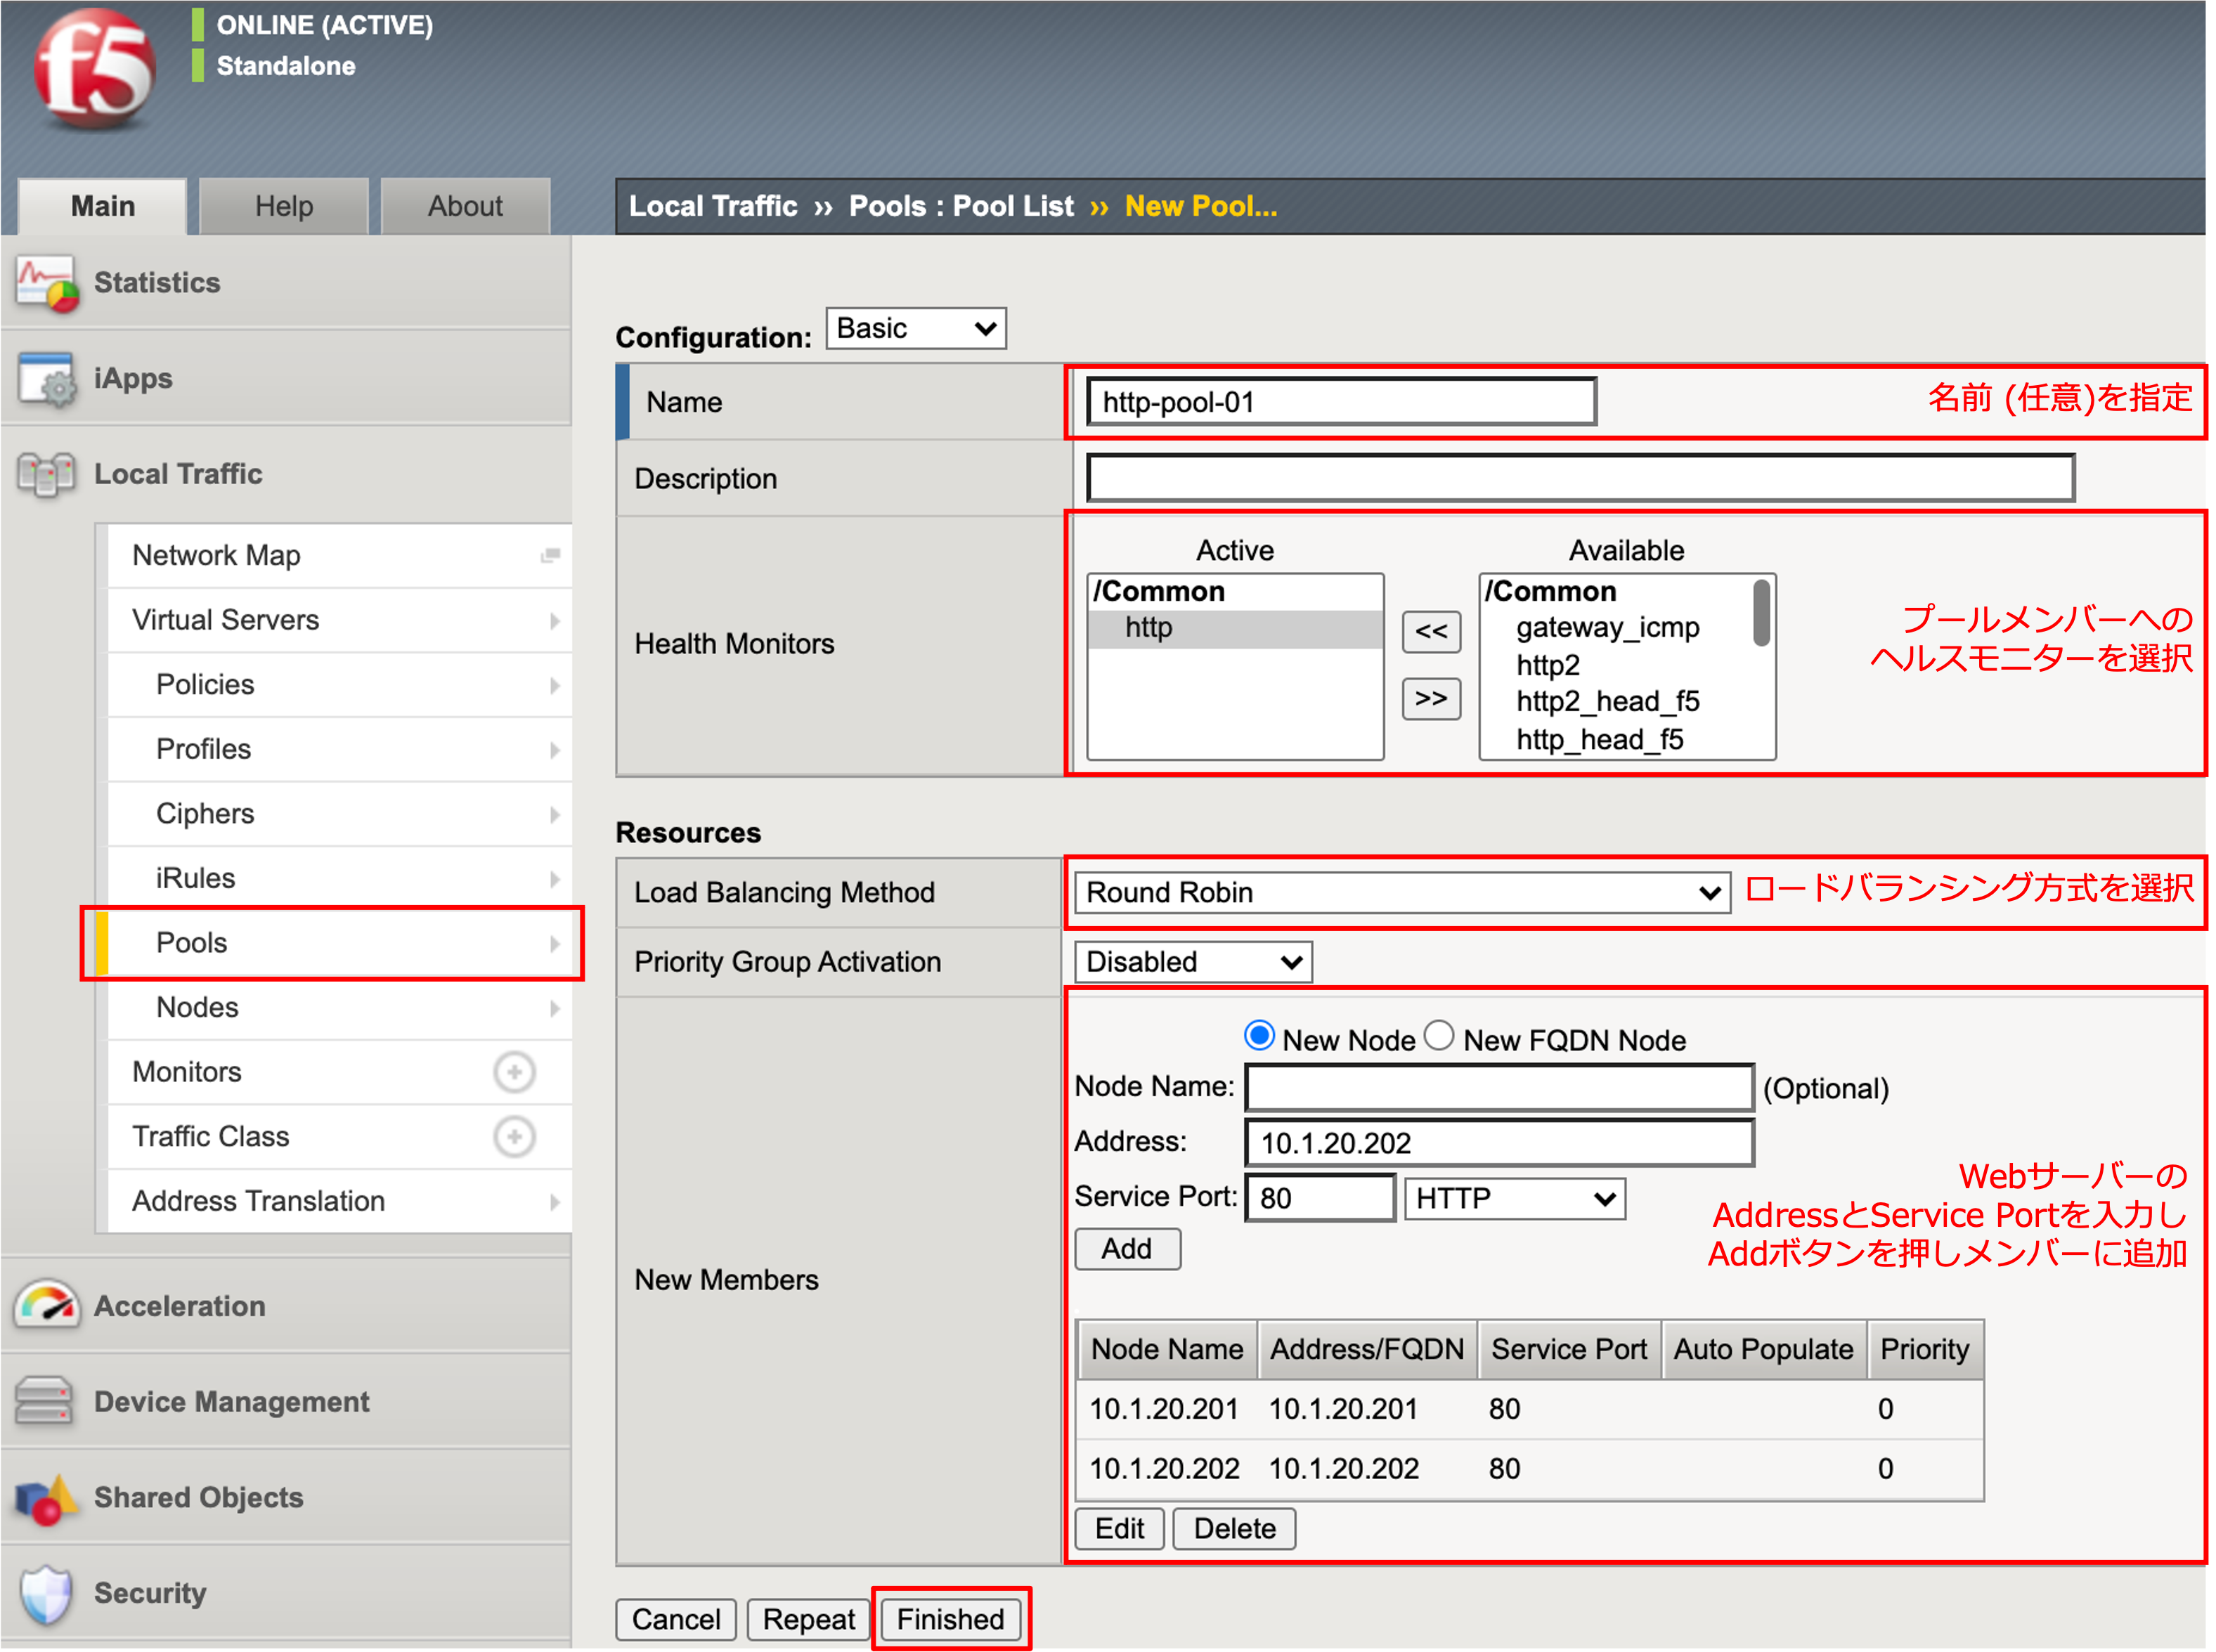 f5
ONLINE (ACTIVE)
Standalone
Main
Help
About
Local Traffic ›› Pools : Pool List ›› New Pool...
Statistics
iApps
Local Traffic
Network Map
Virtual Servers
Policies
Profiles
Ciphers
iRules
Pools
Nodes
Monitors
Traffic Class
Address Translation
Acceleration
Device Management
Shared Objects
Security
Configuration: Basic
Name
http-pool-01
名前 (任意)を指定
Description
Health Monitors
Active
/Common
http
<<
>>
Available
/Common
gateway_icmp
http2
http2_head_f5
http_head_f5
プールメンバーへの
ヘルスモニターを選択
Resources
Load Balancing Method
Round Robin
ロードバランシング方式を選択
Priority Group Activation
Disabled
New Members
New Node New FQDN Node
Node Name: (Optional)
Address: 10.1.20.202
Service Port: 80 HTTP
Add
Webサーバーの
AddressとService Portを入力し
Addボタンを押しメンバーに追加
Node Name Address/FQDN Service Port Auto Populate Priority
10.1.20.201 10.1.20.201 80 0
10.1.20.202 10.1.20.202 80 0
Edit Delete
Cancel Repeat Finished